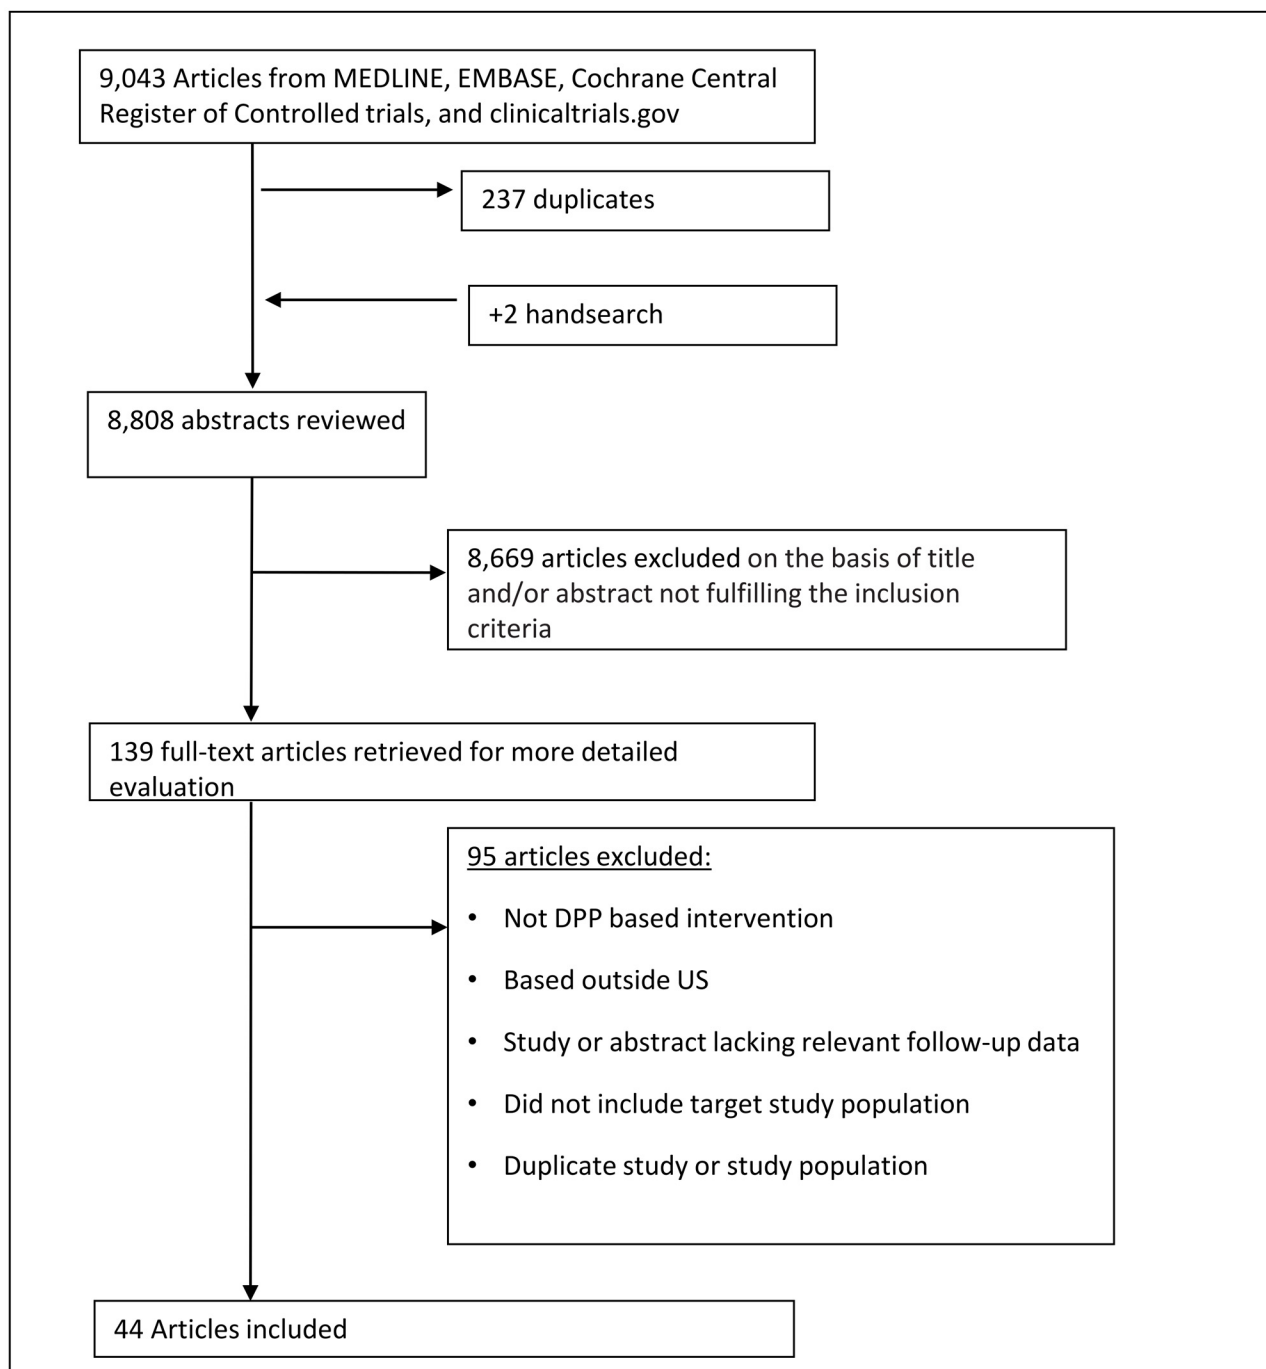 9,043 Articles from MEDLINE, EMBASE, Cochrane Central
Register of Controlled trials, and clinicaltrials.gov
237 duplicates
+2 handsearch
8,808 abstracts reviewed
8,669 articles excluded on the basis of title
and/or abstract not fulfilling the inclusion
criteria
139 full-text articles retrieved for more detailed
evaluation
95 articles excluded:
• Not DPP based intervention
• Based outside US
• Study or abstract lacking relevant follow-up data
• Did not include target study population
• Duplicate study or study population
44 Articles included